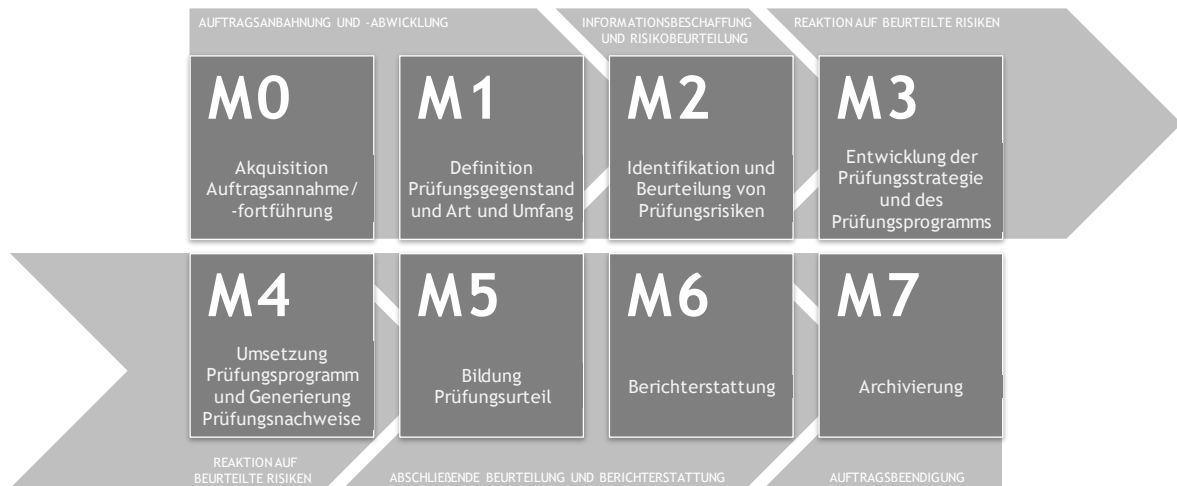 AUFTRAGSANBAHNUNG UND -ABWICKLUNG
INFORMATIONSBESCHAFFUNG
UND RISIKOBEURTEILUNG
REAKTION AUF BEURTEILTE RISIKEN
M0
Akquisition
Auftragsannahme/
-fortführung
M1
Definition
Prüfungsgegenstand
und Art und Umfang
M2
Identifikation und
Beurteilung von
Prüfungsrisiken
M3
Entwicklung der
Prüfungsstrategie
und des
Prüfungsprogramms
M4
Umsetzung
Prüfungsprogramm
und Generierung
Prüfungsnachweise
M5
Bildung
Prüfungsurteil
M6
Berichterstattung
M7
Archivierung
REAKTION AUF
BEURTEILTE RISIKEN
ABSCHLIEßENDE BEURTEILUNG UND BERICHTERSTATTUNG
AUFTRAGSBEENDIGUNG